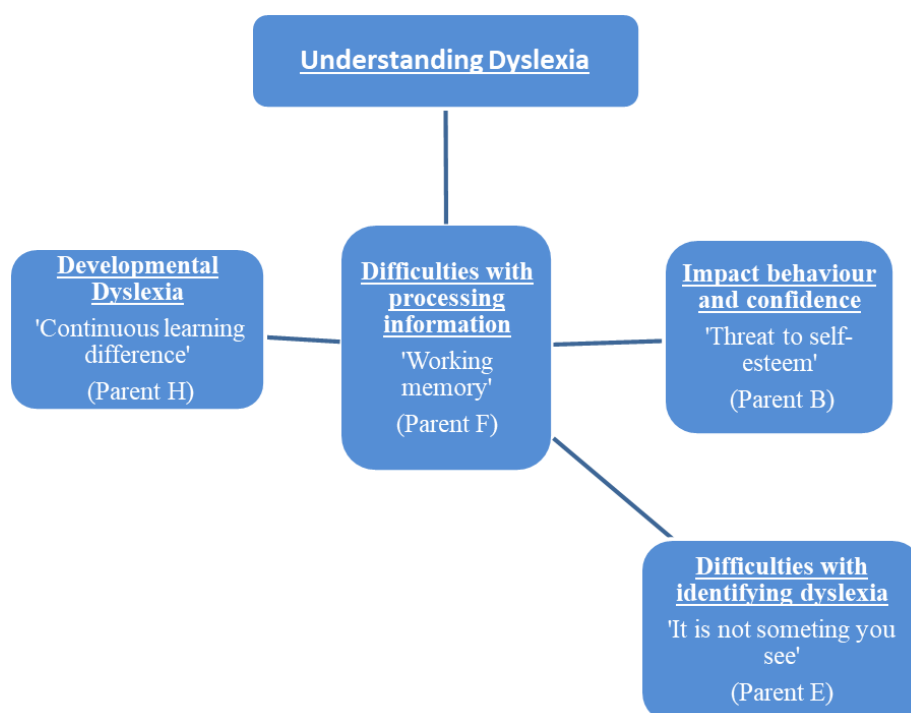 Understanding Dyslexia
Developmental
Dyslexia
'Continuous learning
difference'
(Parent H)
Difficulties with
processing
information
'Working
memory'
(Parent F)
Impact behaviour
and confidence
'Threat to self-
esteem'
(Parent B)
Difficulties with
identifying dyslexia
'It is not someting you
see'
(Parent E)